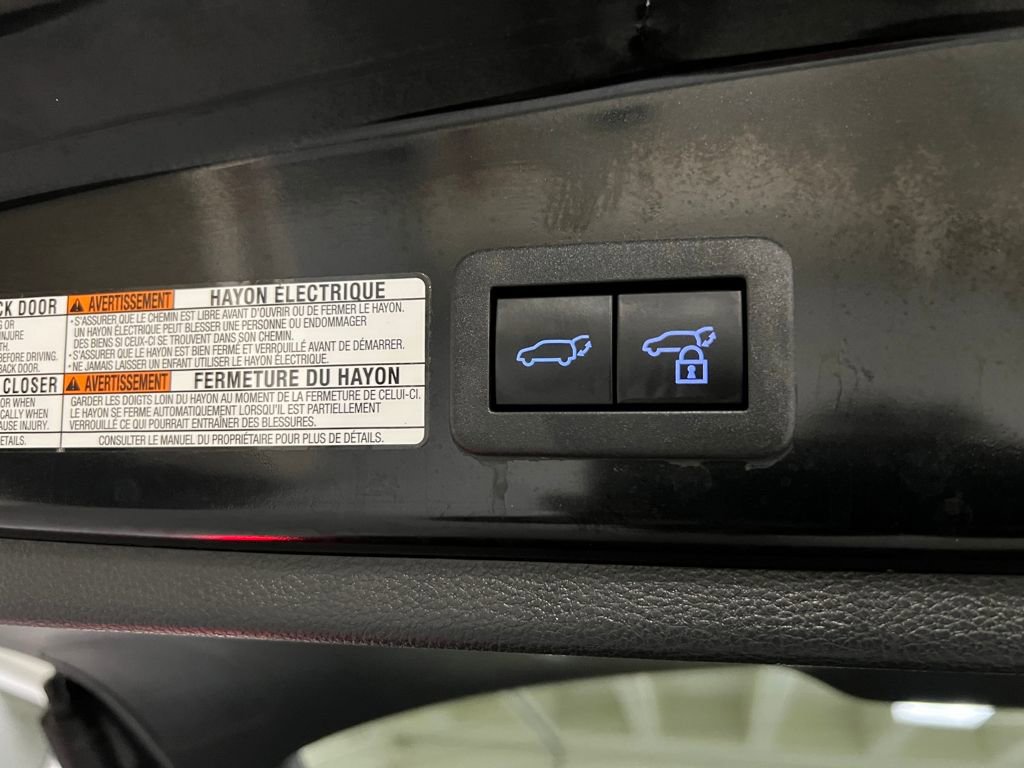 CK DOOR
OR
INJURE
TH.
BEFORE DRIVING.
BACK DOOR.
CLOSER
OR WHEN
ICALLY WHEN
AUSE INJURY.
ETAILS.
AVERTISSEMENT HAYON ÉLECTRIQUE
•S'ASSURER QUE LE CHEMIN EST LIBRE AVANT D'OUVRIR OU DE FERMER LE HAYON.
UN HAYON ÉLECTRIQUE PEUT BLESSER UNE PERSONNE OU ENDOMMAGER
DES BIENS SI CEUX-CI SE TROUVENT DANS SON CHEMIN.
•S'ASSURER QUE LE HAYON EST BIEN FERMÉ ET VERROUILLÉ AVANT DE DÉMARRER.
•NE JAMAIS LAISSER UN ENFANT UTILISER LE HAYON ÉLECTRIQUE.
AVERTISSEMENT FERMETURE DU HAYON
GARDER LES DOIGTS LOIN DU HAYON AU MOMENT DE LA FERMETURE DE CELUI-CI.
LE HAYON SE FERME AUTOMATIQUEMENT LORSQU'IL EST PARTIELLEMENT
VERROUILLÉ CE QUI POURRAIT ENTRAÎNER DES BLESSURES.
CONSULTER LE MANUEL DU PROPRIÉTAIRE POUR PLUS DE DÉTAILS.